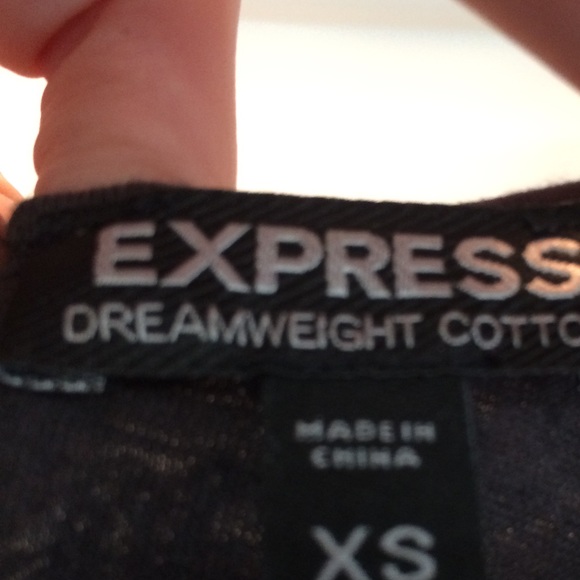 EXPRESS
DREAMWEIGHT COTTO
MADE IN
CHINA
XS